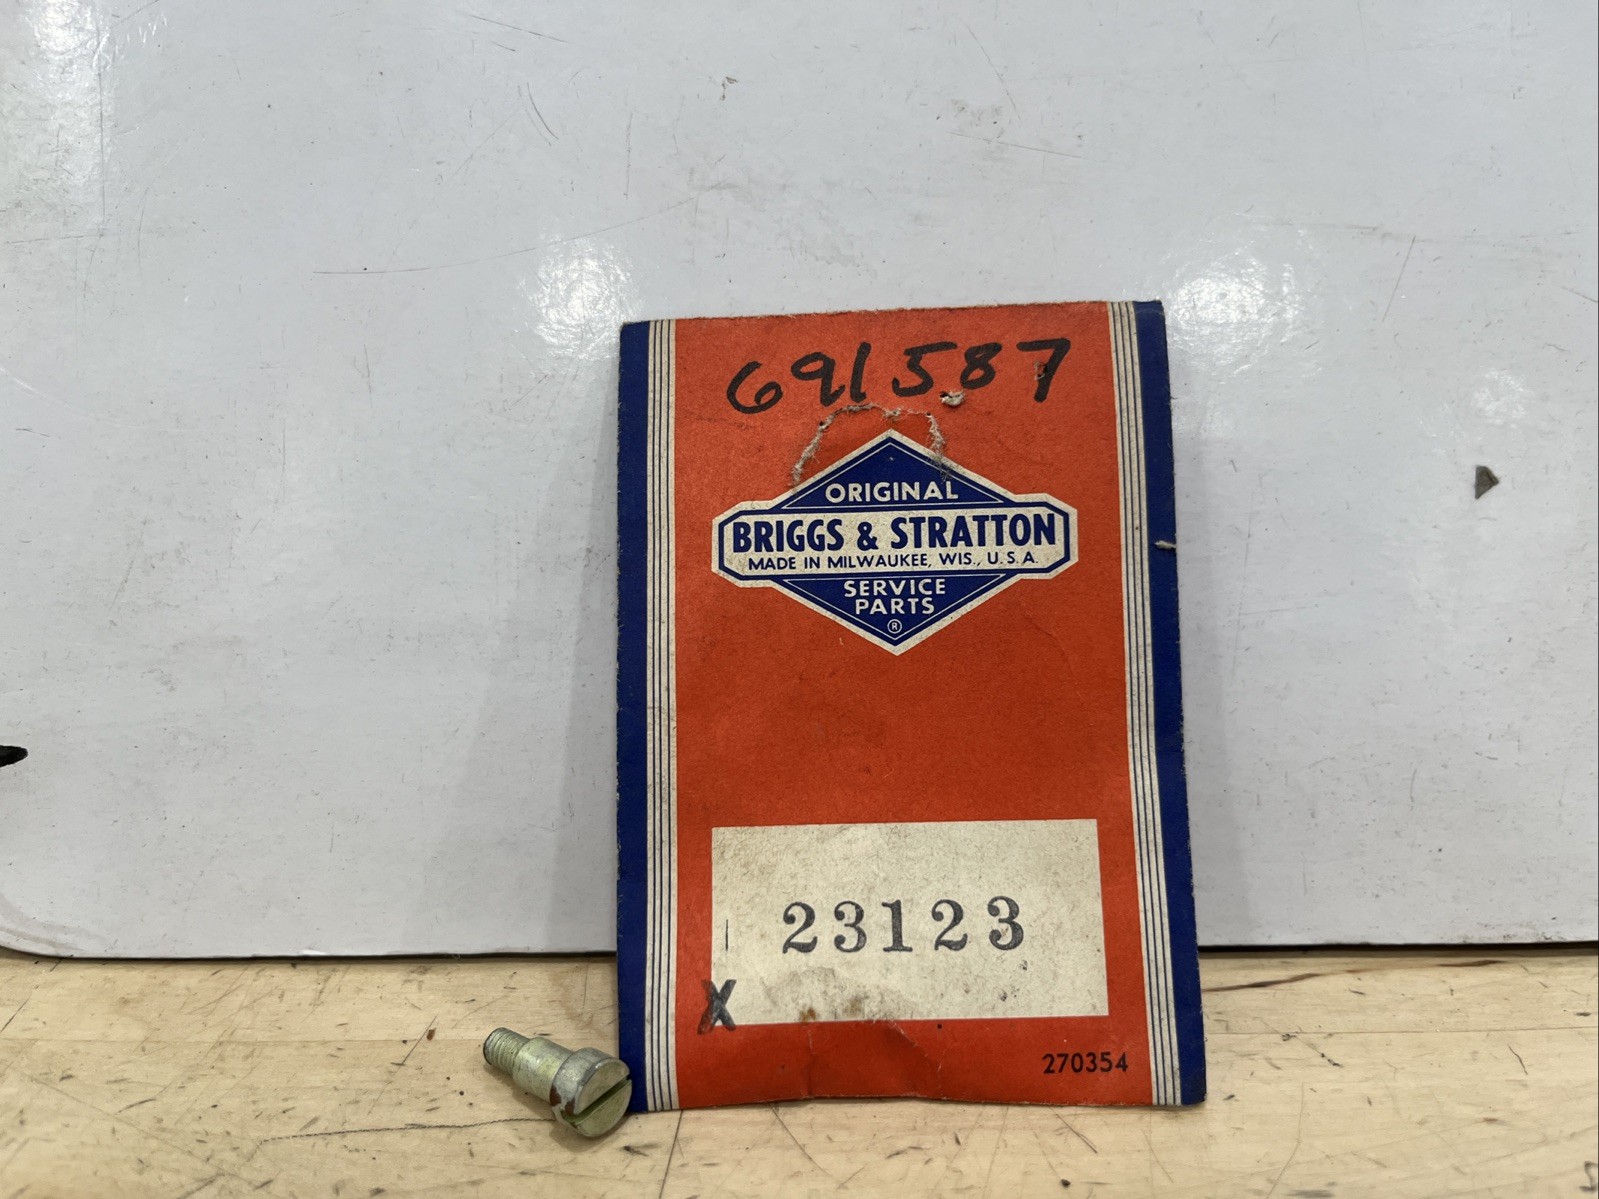 691587
ORIGINAL
BRIGGS & STRATTON
MADE IN MILWAUKEE, WIS., U.S.A.
SERVICE
PARTS
®
23123
X
270354